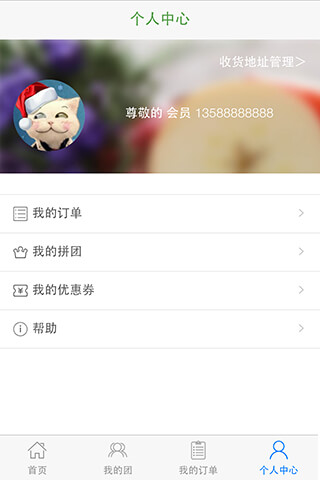 个人中心
收货地址管理>
尊敬的 会员 13588888888
我的订单
我的拼团
我的优惠券
帮助
首页 我的团 我的订单 个人中心